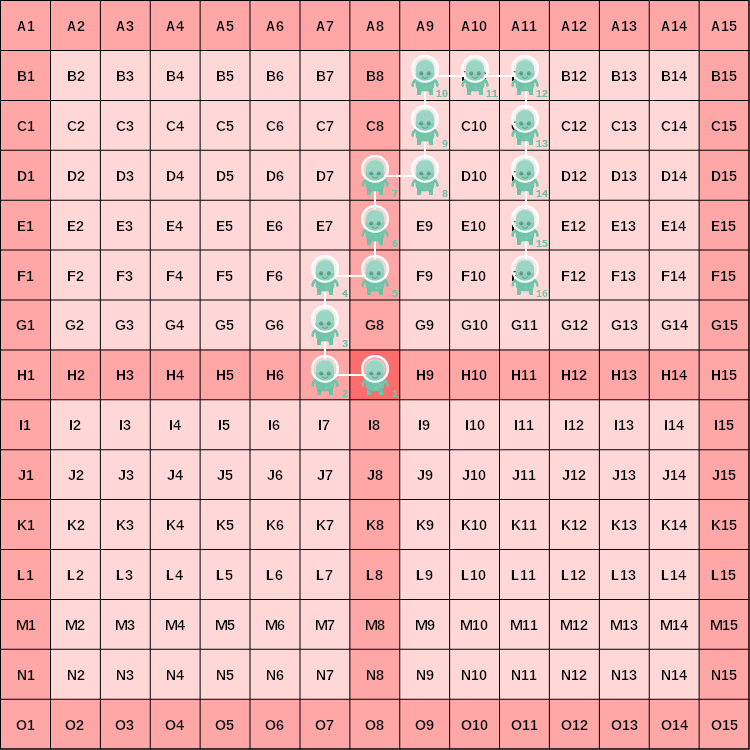 A1 A2 A3 A4 A5 A6 A7 A8 A9 A10 A11 A12 A13 A14 A15
B1 B2 B3 B4 B5 B6 B7 B8 10 11 12 B12 B13 B14 B15
C1 C2 C3 C4 C5 C6 C7 C8 9 C10 13 C12 C13 C14 C15
D1 D2 D3 D4 D5 D6 D7 7 8 D10 14 D12 D13 D14 D15
E1 E2 E3 E4 E5 E6 E7 6 E9 E10 15 E12 E13 E14 E15
F1 F2 F3 F4 F5 F6 4 5 F9 F10 16 F12 F13 F14 F15
G1 G2 G3 G4 G5 G6 3 G8 G9 G10 G11 G12 G13 G14 G15
H1 H2 H3 H4 H5 H6 2 1 H9 H10 H11 H12 H13 H14 H15
I1 I2 I3 I4 I5 I6 I7 I8 I9 I10 I11 I12 I13 I14 I15
J1 J2 J3 J4 J5 J6 J7 J8 J9 J10 J11 J12 J13 J14 J15
K1 K2 K3 K4 K5 K6 K7 K8 K9 K10 K11 K12 K13 K14 K15
L1 L2 L3 L4 L5 L6 L7 L8 L9 L10 L11 L12 L13 L14 L15
M1 M2 M3 M4 M5 M6 M7 M8 M9 M10 M11 M12 M13 M14 M15
N1 N2 N3 N4 N5 N6 N7 N8 N9 N10 N11 N12 N13 N14 N15
O1 O2 O3 O4 O5 O6 O7 O8 O9 O10 O11 O12 O13 O14 O15